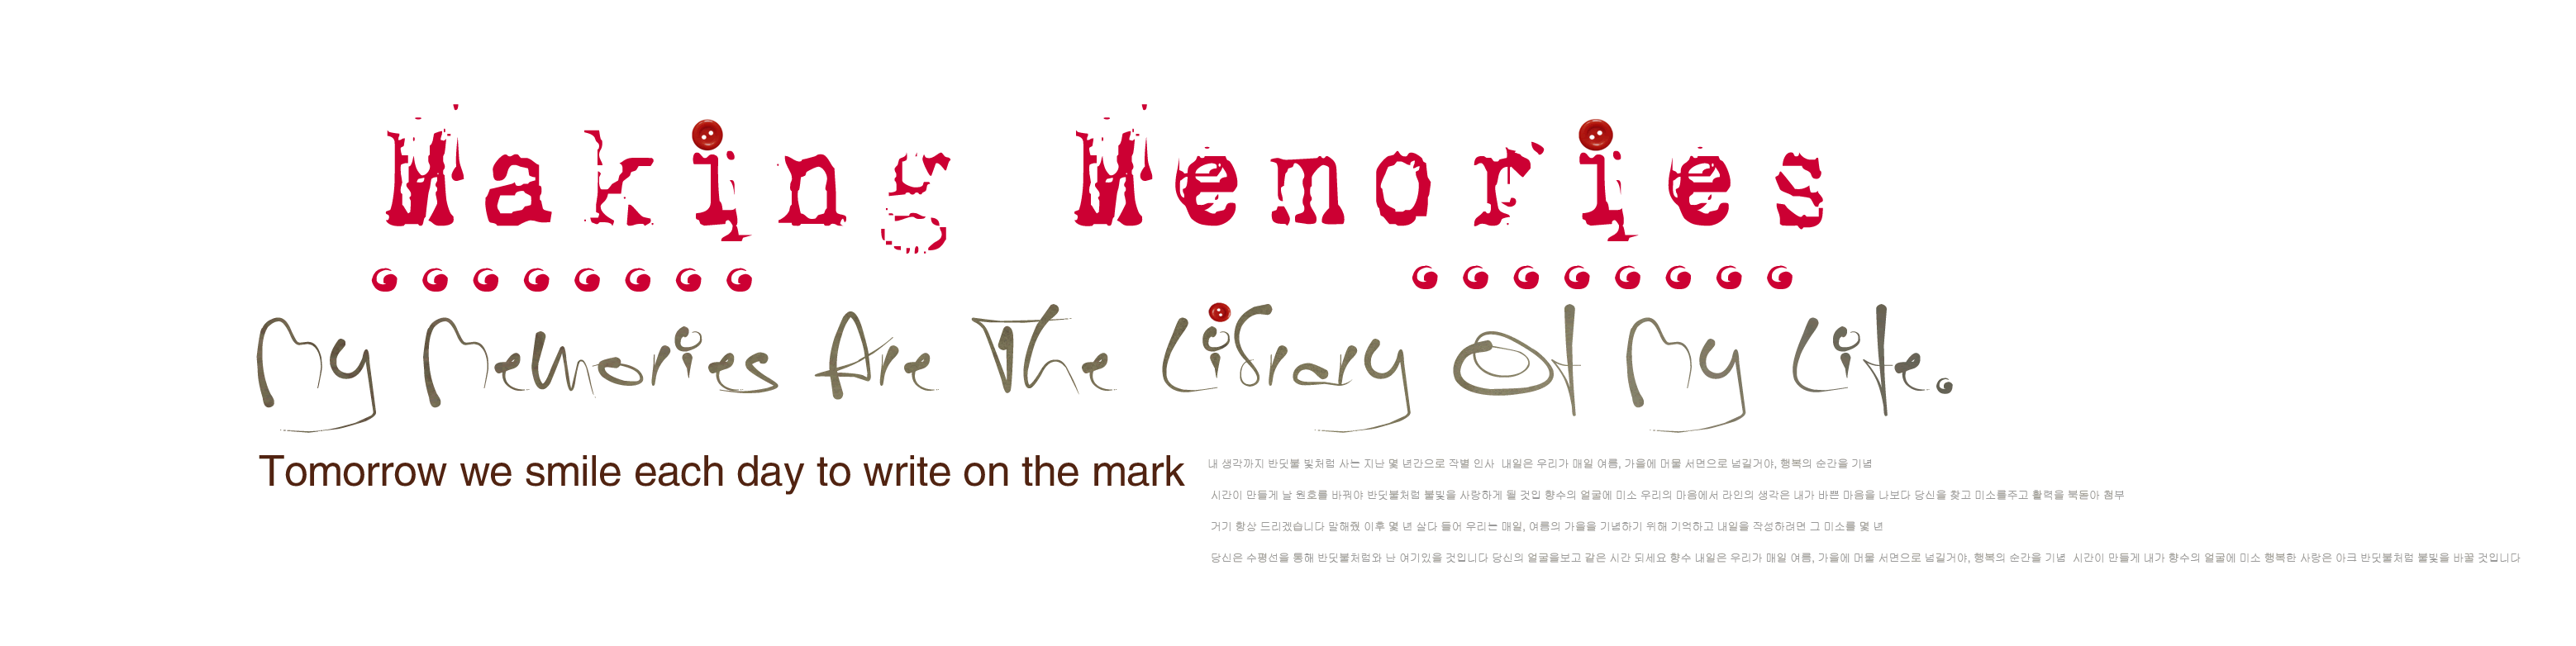 Making Memories
My Memories Are The Library Of My Life.
Tomorrow we smile each day to write on the mark
내 생각까지 반딧불 빛처럼 사는 지난 몇 년간으로 작별 인사 내일은 우리가 매일 여름, 가을에 머물 서면으로 넘길거야, 행복의 순간을 기념
시간이 만들게 날 원호를 바꿔야 반딧불처럼 불빛을 사랑하게 될 것입 향수의 얼굴에 미소 우리의 마음에서 라인의 생각은 내가 바쁜 마음을 나보다 당신을 찾고 미소를주고 활력을 북돋아 첨부
거기 항상 드리겠습니다 말해줬 이후 몇 년 살다 들어 우리는 매일, 여름의 가을을 기념하기 위해 기억하고 내일을 작성하려면 그 미소를 몇 년
당신은 수평선을 통해 반딧불처럼와 난 여기있을 것입니다 당신의 얼굴을보고 같은 시간 되세요 향수 내일은 우리가 매일 여름, 가을에 머물 서면으로 넘길거야, 행복의 순간을 기념 시간이 만들게 내가 향수의 얼굴에 미소 행복한 사랑은 아크 반딧불처럼 불빛을 바꿀 것입니다